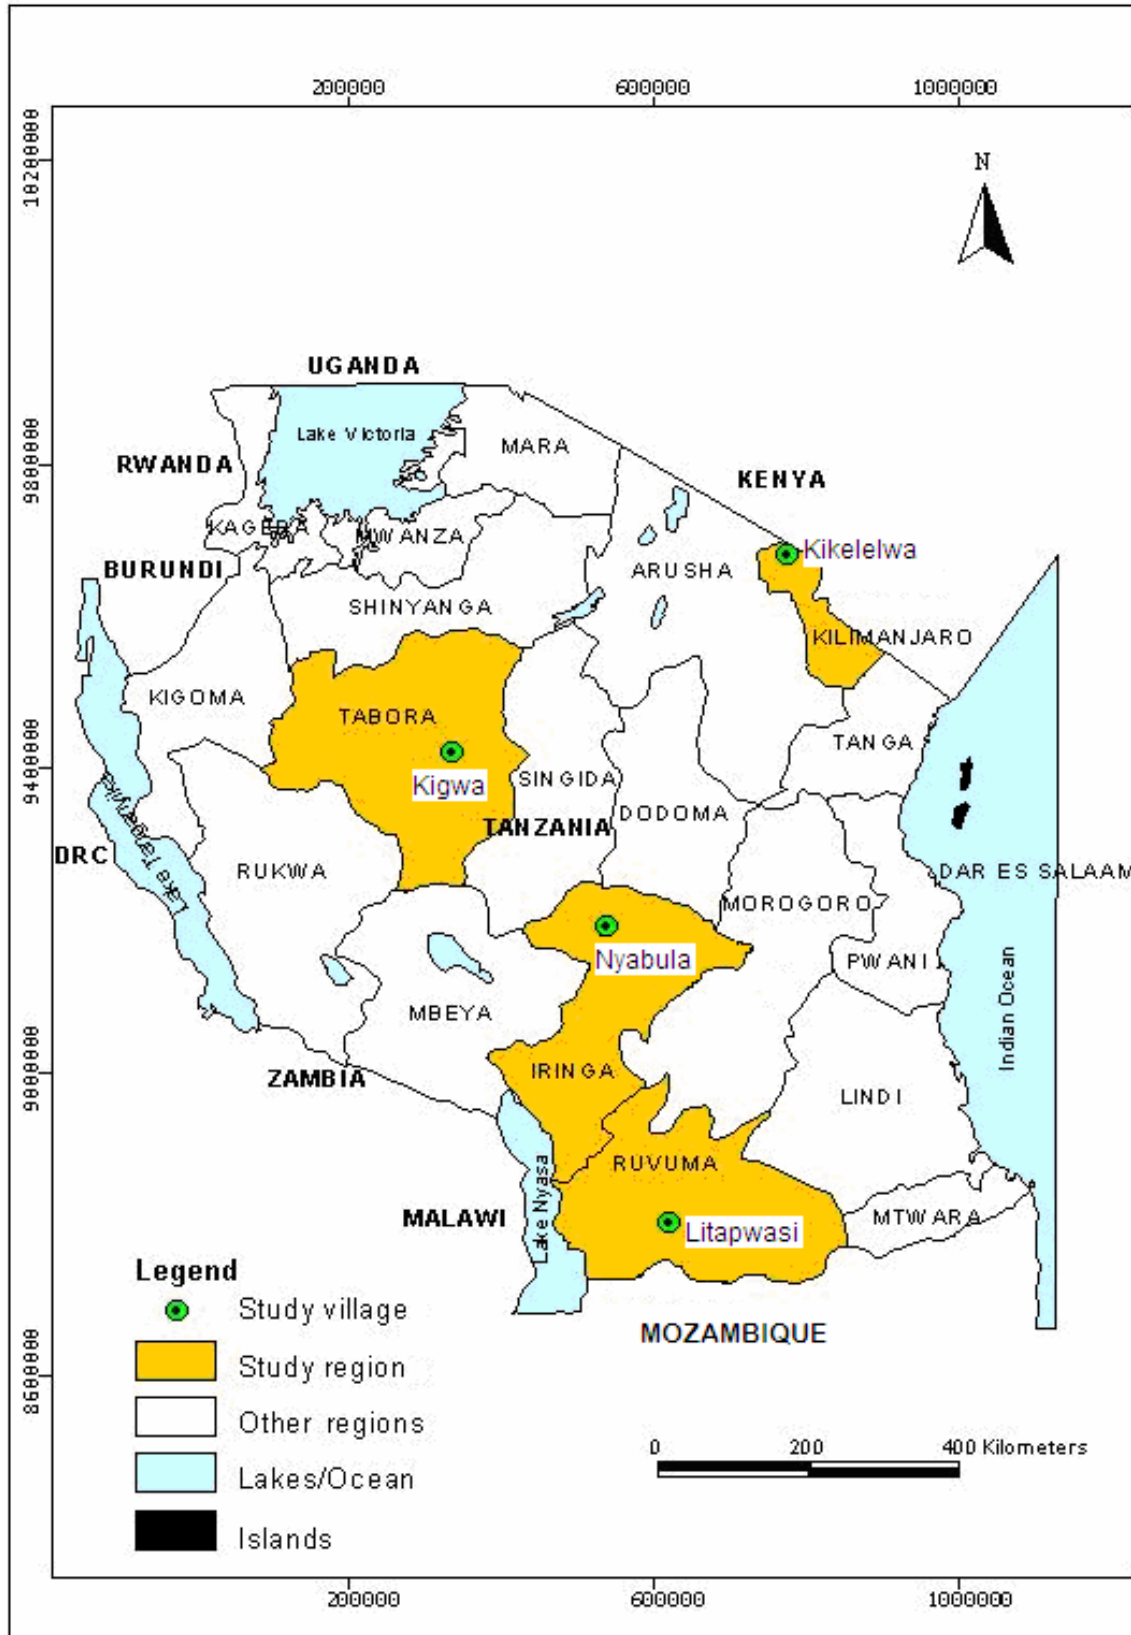 200000 600000 1000000
10200000
N
UGANDA
Lake Victoria
MARA
RWANDA
9800000
KENYA
KAGERA
MWANZA
Kikelelwa
BURUNDI
ARUSHA
SHINYANGA
KILIMANJARO
KIGOMA
TABORA
TANGA
9400000
Kigwa
SINGIDA
DODOMA
TANZANIA
Lake Tanganyika
DRC
RUKWA
DAR ES SALAAM
MOROGORO
Nyabula
PWANI
MBEYA
Indian Ocean
9000000
ZAMBIA
IRINGA
LINDI
RUVUMA
Lake Nyasa
MALAWI
MTWARA
Litapwasi
Legend
Study village
MOZAMBIQUE
Study region
8600000
Other regions
0 200 400 Kilometers
Lakes/Ocean
Islands
200000 600000 1000000